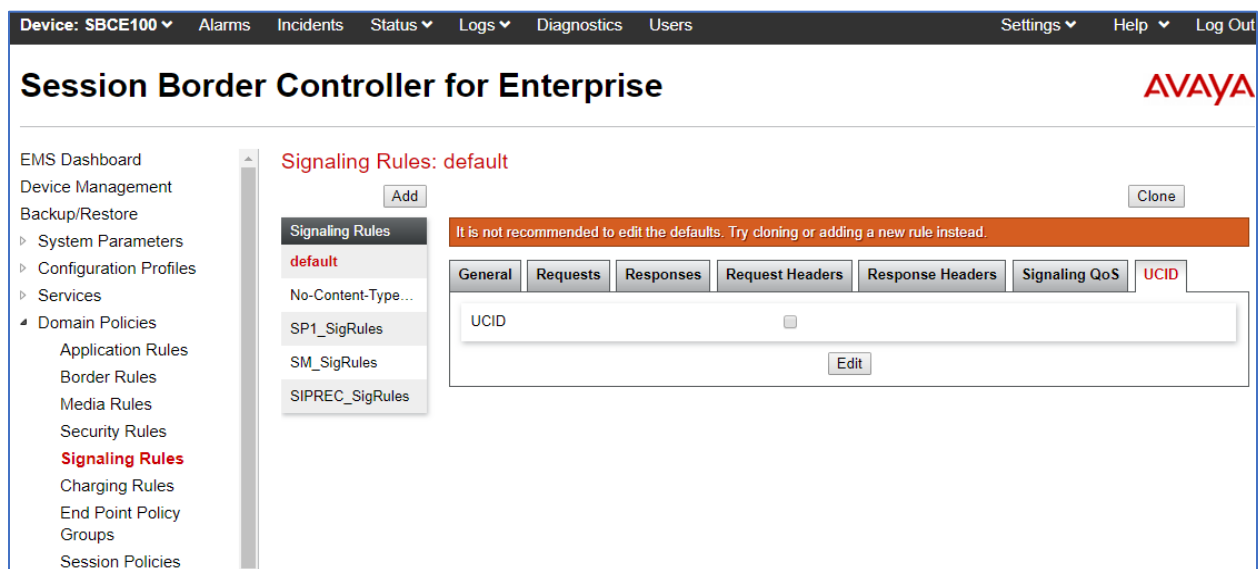 Device: SBCE100 Alarms Incidents Status Logs Diagnostics Users Settings Help Log Out
Session Border Controller for Enterprise
AVAYA
EMS Dashboard
Device Management
Backup/Restore
System Parameters
Configuration Profiles
Services
Domain Policies
Application Rules
Border Rules
Media Rules
Security Rules
Signaling Rules
Charging Rules
End Point Policy
Groups
Session Policies
Signaling Rules: default
Add
Clone
Signaling Rules
default
No-Content-Type...
SP1_SigRules
SM_SigRules
SIPREC_SigRules
It is not recommended to edit the defaults. Try cloning or adding a new rule instead.
General Requests Responses Request Headers Response Headers Signaling QoS UCID
UCID
Edit